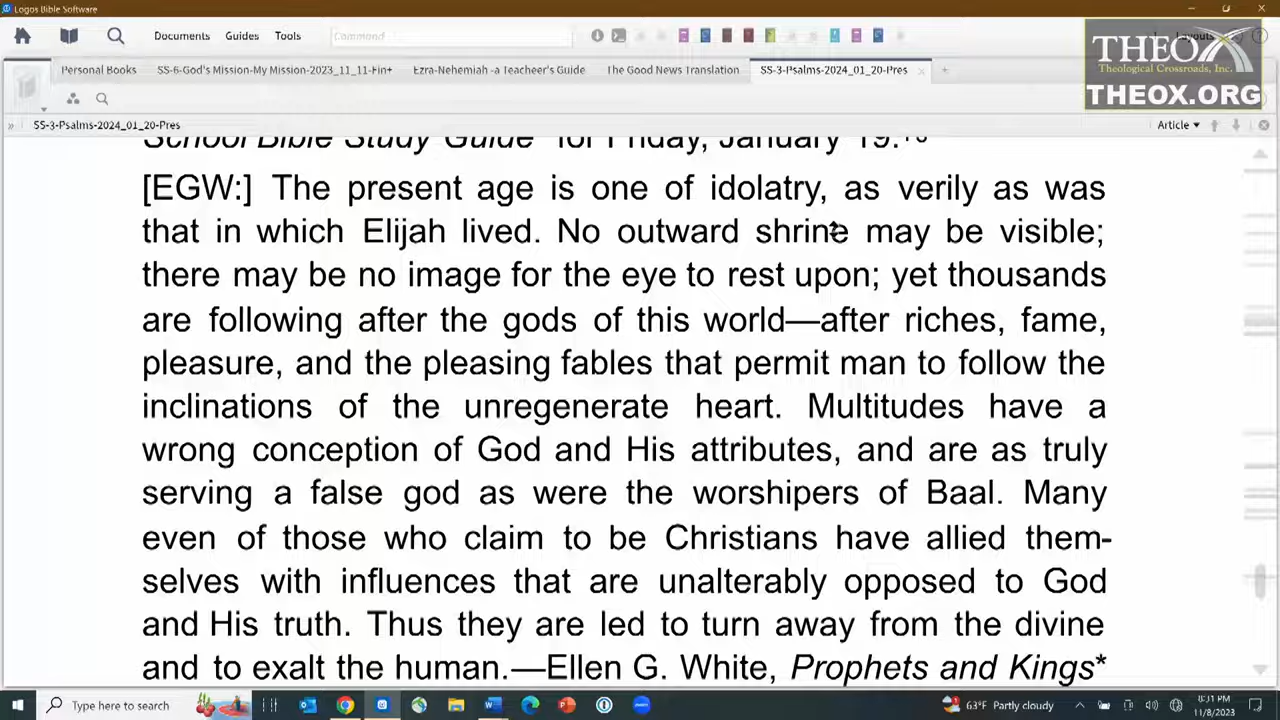 Logos Bible Software
Documents Guides Tools Command
THEOX
Theological Crossroads, Inc.
THEOX.ORG
Personal Books SS-6-God's Mission-My Mission-2023_11_11-Fin+ The Good News Translation SS-3-Psalms-2024_01_20-Pres
SS-3-Psalms-2024_01_20-Pres Article
School Bible Study Guide for Friday, January 19.
[EGW:] The present age is one of idolatry, as verily as was
that in which Elijah lived. No outward shrine may be visible;
there may be no image for the eye to rest upon; yet thousands
are following after the gods of this world—after riches, fame,
pleasure, and the pleasing fables that permit man to follow the
inclinations of the unregenerate heart. Multitudes have a
wrong conception of God and His attributes, and are as truly
serving a false god as were the worshipers of Baal. Many
even of those who claim to be Christians have allied them-
selves with influences that are unalterably opposed to God
and His truth. Thus they are led to turn away from the divine
and to exalt the human.—Ellen G. White, Prophets and Kings*
Type here to search 63°F Partly cloudy 8:31 PM
11/8/2023